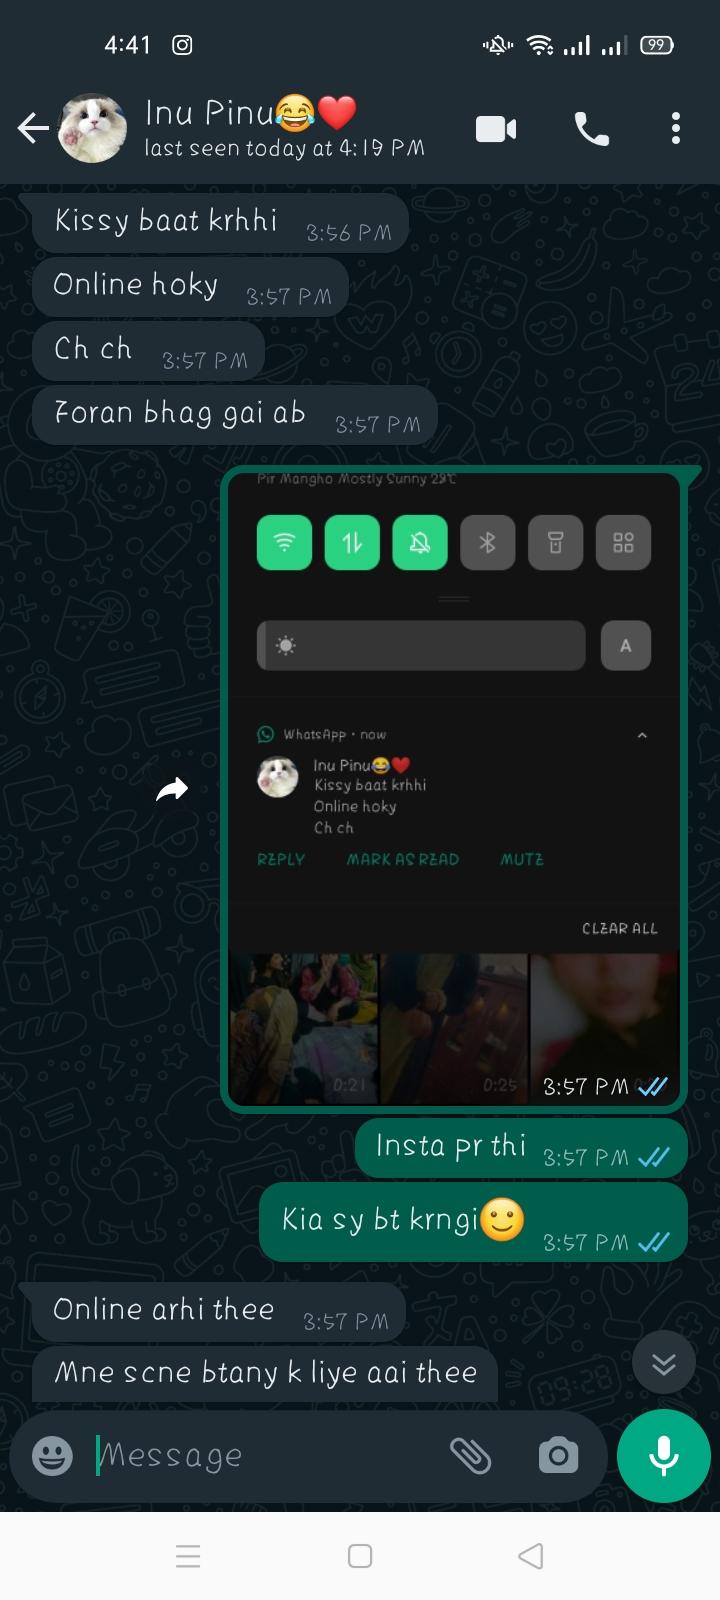 4:41
99
Inu Pinu😂❤️
last seen today at 4:19 PM
Kissy baat krhhi 3:56 PM
Online hoky 3:57 PM
Ch ch 3:57 PM
Foran bhag gai ab 3:57 PM
Pir Mangho Mostly Sunny 29°C
A
WhatsApp • now
Inu Pinu😂❤️
Kissy baat krhhi
Online hoky
Ch ch
REPLY MARK AS READ MUTE
CLEAR ALL
0:21 0:25
3:57 PM
Insta pr thi 3:57 PM
Kia sy bt krngi🙂 3:57 PM
Online arhi thee 3:57 PM
Mne scne btany k liye aai thee
Message